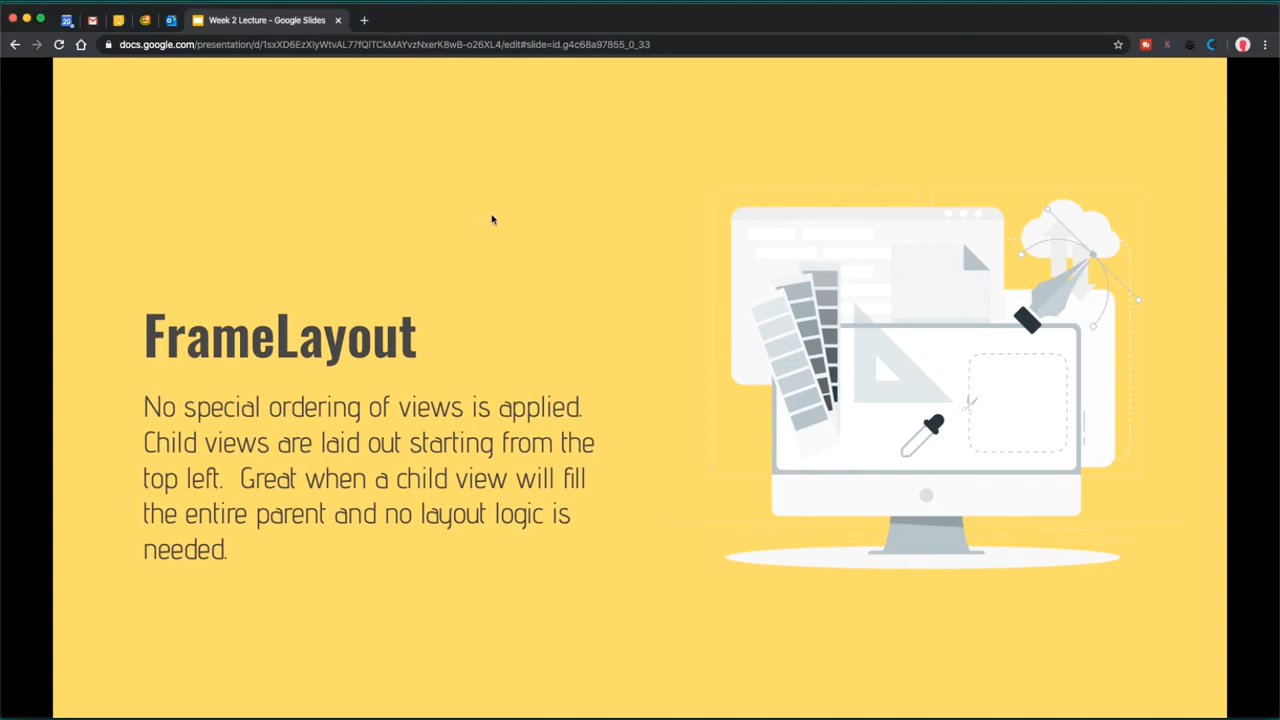 20
Week 2 Lecture - Google Slides
docs.google.com/presentation/d/1sxXD6EzXIyWtvAL77fQlTCkMAYvzNxerK8wB-o26XL4/edit#slide=id.g4c68a97855_0_33
FrameLayout
No special ordering of views is applied.
Child views are laid out starting from the
top left.  Great when a child view will fill
the entire parent and no layout logic is
needed.